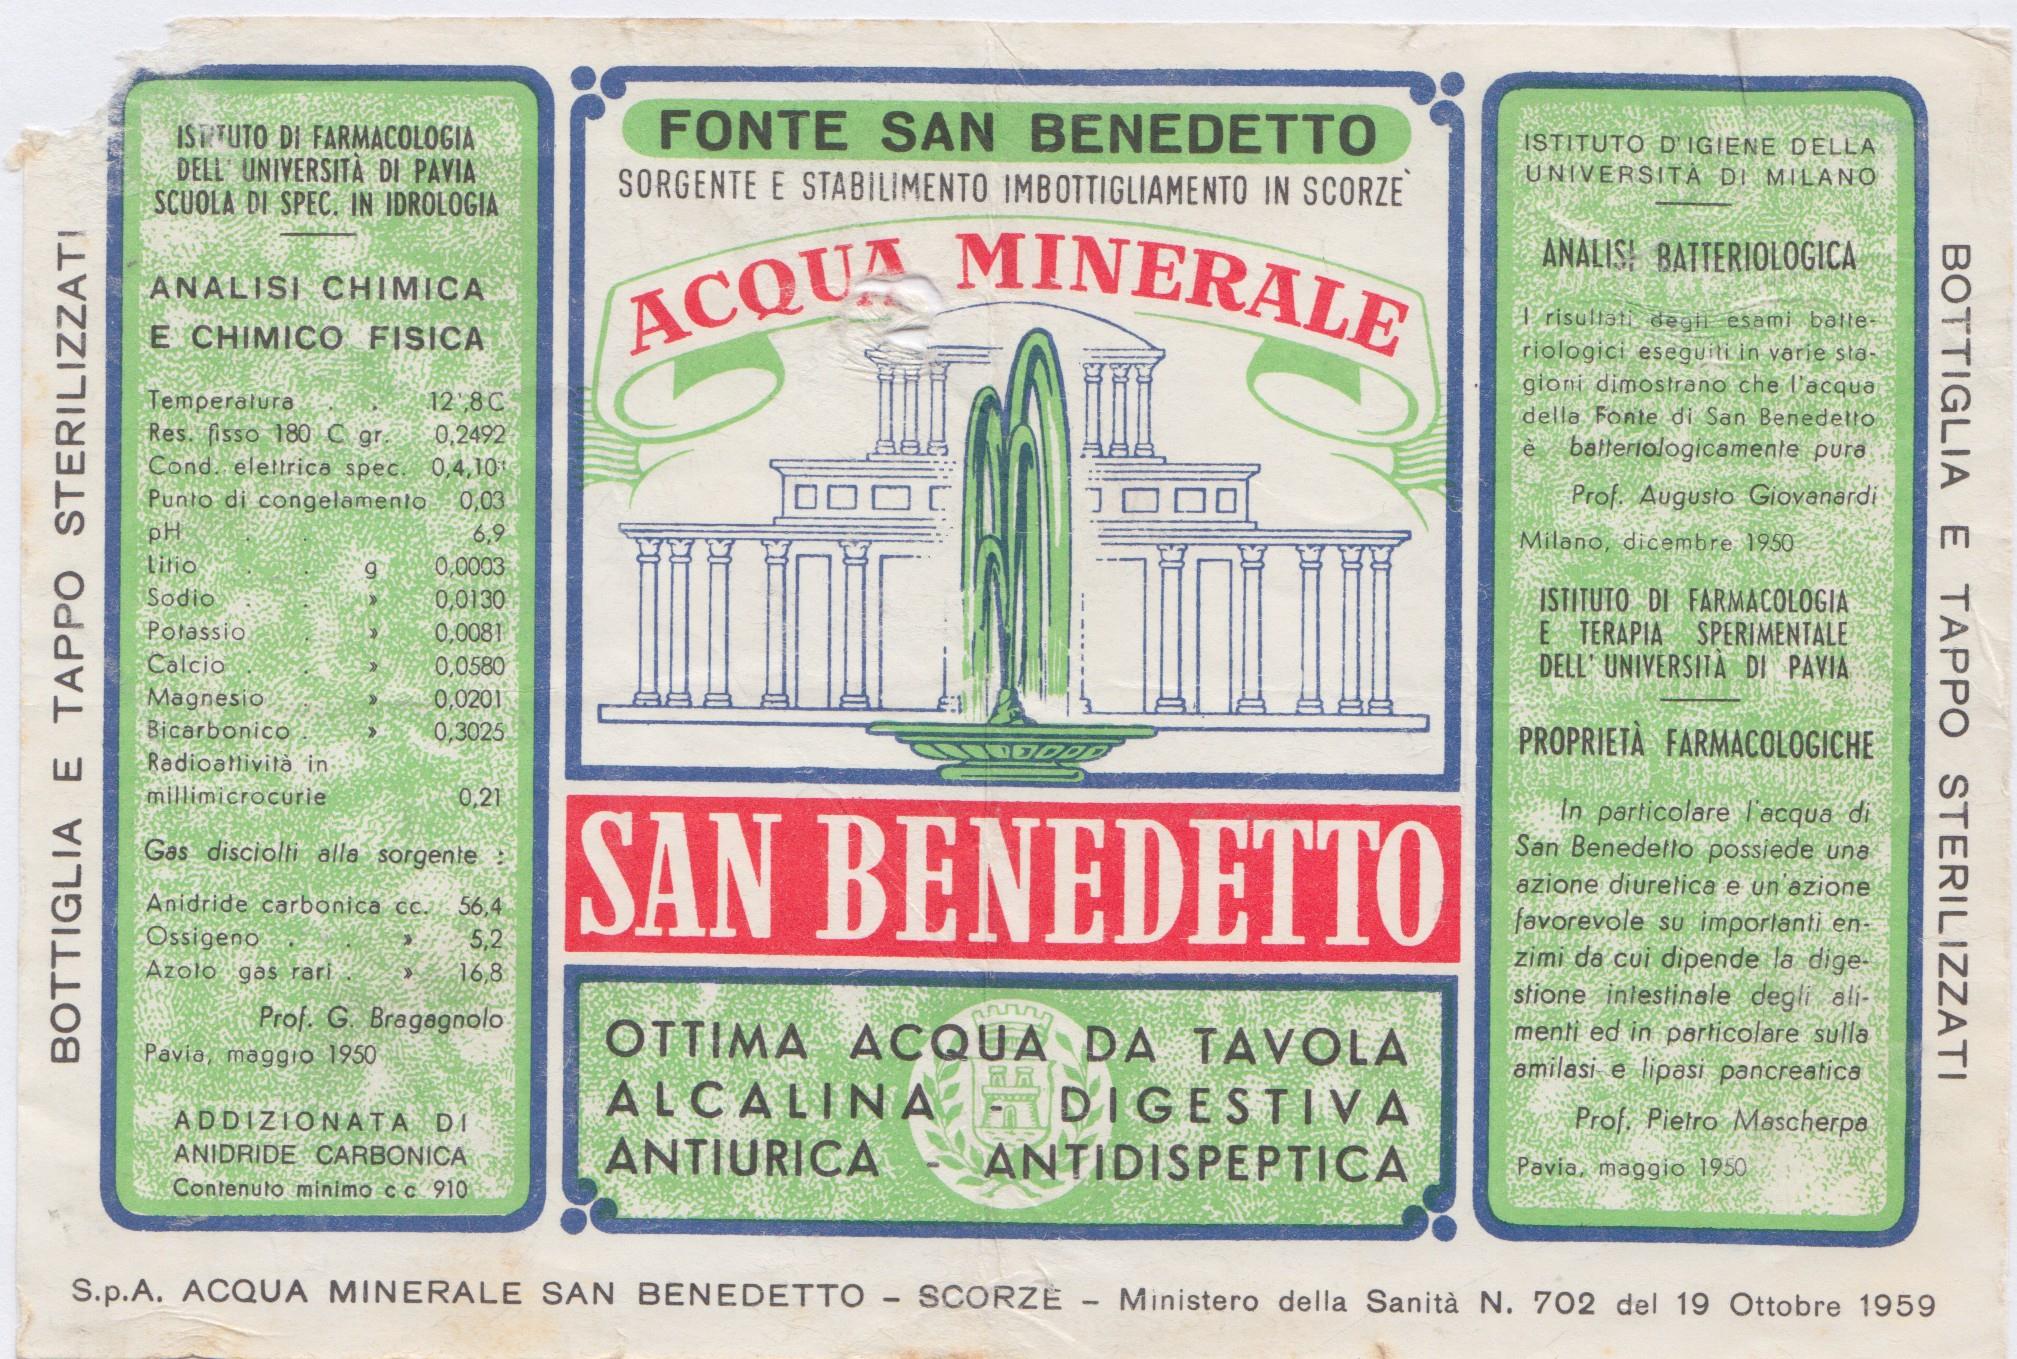 BOTTIGLIA E TAPPO STERILIZZATI
ISTITUTO DI FARMACOLOGIA
DELL' UNIVERSITÀ DI PAVIA
SCUOLA DI SPEC. IN IDROLOGIA
ANALISI CHIMICA
E CHIMICO FISICA
Temperatura . . 12°,8 C
Res. fisso 180 C gr. 0,2492
Cond. elettrica spec. 0,4,10³
Punto di congelamento 0,03
pH . . 6,9
Litio . . g 0,0003
Sodio . . » 0,0130
Potassio . » 0,0081
Calcio . . » 0,0580
Magnesio . » 0,0201
Bicarbonico . » 0,3025
Radioattività in
millimicrocurie 0,21
Gas disciolti alla sorgente :
Anidride carbonica cc. 56,4
Ossigeno . . » 5,2
Azoto gas rari . » 16,8
Prof. G. Bragagnolo
Pavia, maggio 1950
ADDIZIONATA DI
ANIDRIDE CARBONICA
Contenuto minimo c c 910
FONTE SAN BENEDETTO
SORGENTE E STABILIMENTO IMBOTTIGLIAMENTO IN SCORZE`
ACQUA MINERALE
SAN BENEDETTO
OTTIMA ACQUA DA TAVOLA
ALCALINA - DIGESTIVA
ANTIURICA - ANTIDISPEPTICA
ISTITUTO D'IGIENE DELLA
UNIVERSITÀ DI MILANO
ANALISI BATTERIOLOGICA
I risultati degli esami batte-
riologici eseguiti in varie sta-
gioni dimostrano che l'acqua
della Fonte di San Benedetto
è batteriologicamente pura
Prof. Augusto Giovanardi
Milano, dicembre 1950
ISTITUTO DI FARMACOLOGIA
E TERAPIA SPERIMENTALE
DELL' UNIVERSITÀ DI PAVIA
PROPRIETÀ FARMACOLOGICHE
In particolare l'acqua di
San Benedetto possiede una
azione diuretica e un'azione
favorevole su importanti en-
zimi da cui dipende la dige-
stione intestinale degli ali-
menti ed in particolare sulla
amilasi e lipasi pancreatica
Prof. Pietro Mascherpa
Pavia, maggio 1950
BOTTIGLIA E TAPPO STERILIZZATI
S.p.A. ACQUA MINERALE SAN BENEDETTO – SCORZÈ – Ministero della Sanità N. 702 del 19 Ottobre 1959